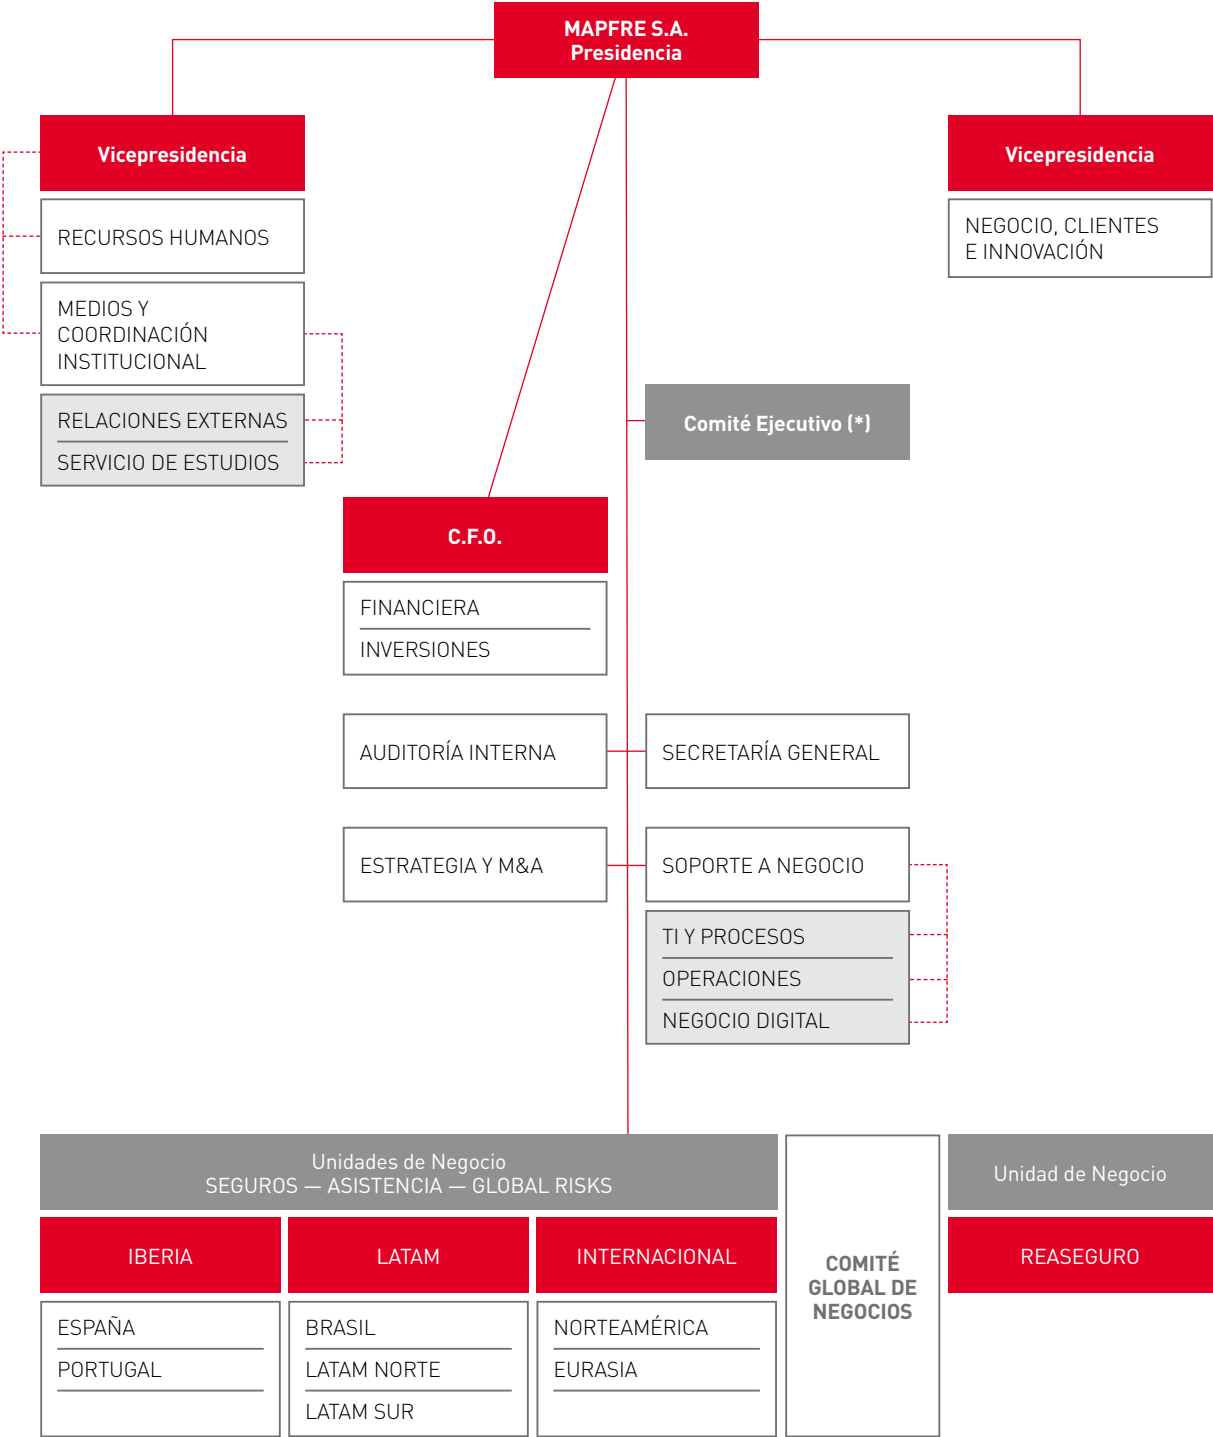 MAPFRE S.A.
Presidencia
Vicepresidencia
RECURSOS HUMANOS
MEDIOS Y
COORDINACIÓN
INSTITUCIONAL
RELACIONES EXTERNAS
SERVICIO DE ESTUDIOS
Vicepresidencia
NEGOCIO, CLIENTES
E INNOVACIÓN
Comité Ejecutivo (*)
C.F.O.
FINANCIERA
INVERSIONES
AUDITORÍA INTERNA
SECRETARÍA GENERAL
ESTRATEGIA Y M&A
SOPORTE A NEGOCIO
TI Y PROCESOS
OPERACIONES
NEGOCIO DIGITAL
Unidades de Negocio
SEGUROS — ASISTENCIA — GLOBAL RISKS
IBERIA
ESPAÑA
PORTUGAL
LATAM
BRASIL
LATAM NORTE
LATAM SUR
INTERNACIONAL
NORTEAMÉRICA
EURASIA
COMITÉ
GLOBAL DE
NEGOCIOS
Unidad de Negocio
REASEGURO